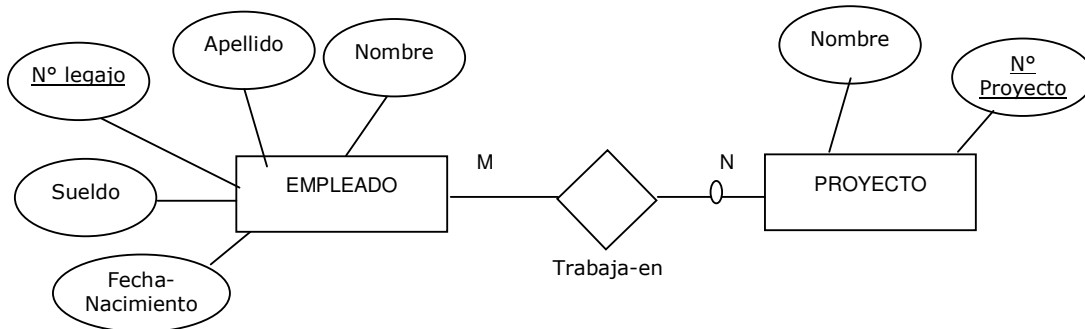 Apellido
Nombre
Nombre
N° legajo
N°
Proyecto
M
N
EMPLEADO
PROYECTO
Sueldo
Trabaja-en
Fecha-
Nacimiento